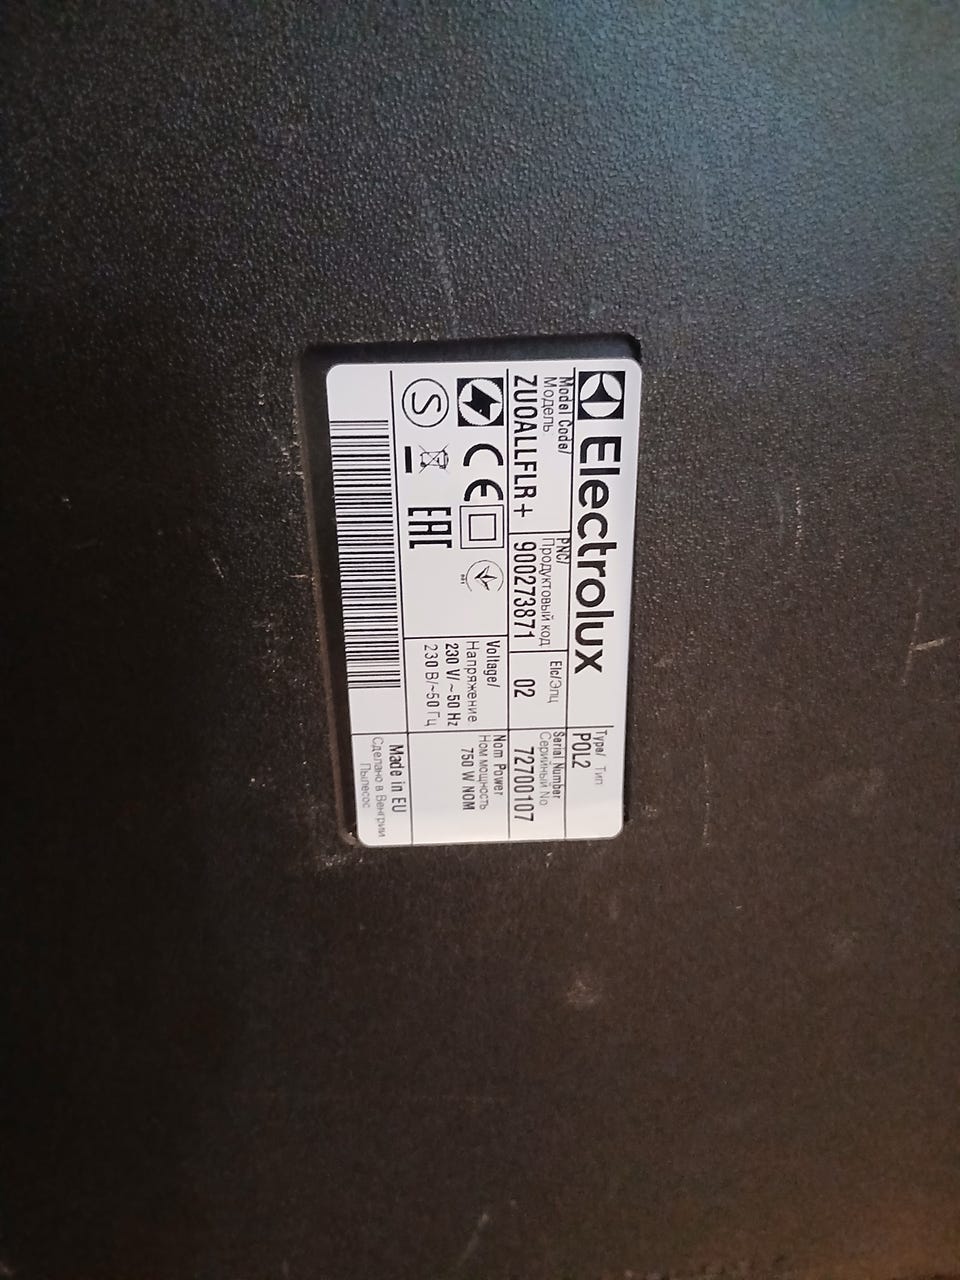 Electrolux
Type/ Тип
POL2
Model Code/
Модель
ZUOALLFLR+
PNC/
Продуктовый код
900273871
Elc/Элц
02
Serial Number
Серийный No
72700107
Voltage/
Напряжение
230 V/~50 Hz
230 В/~50 Гц
Nom Power
Ном мощность
750 W NOM
S
CE
EAC
Made in EU
Сделано в Венгрии
Пылесос